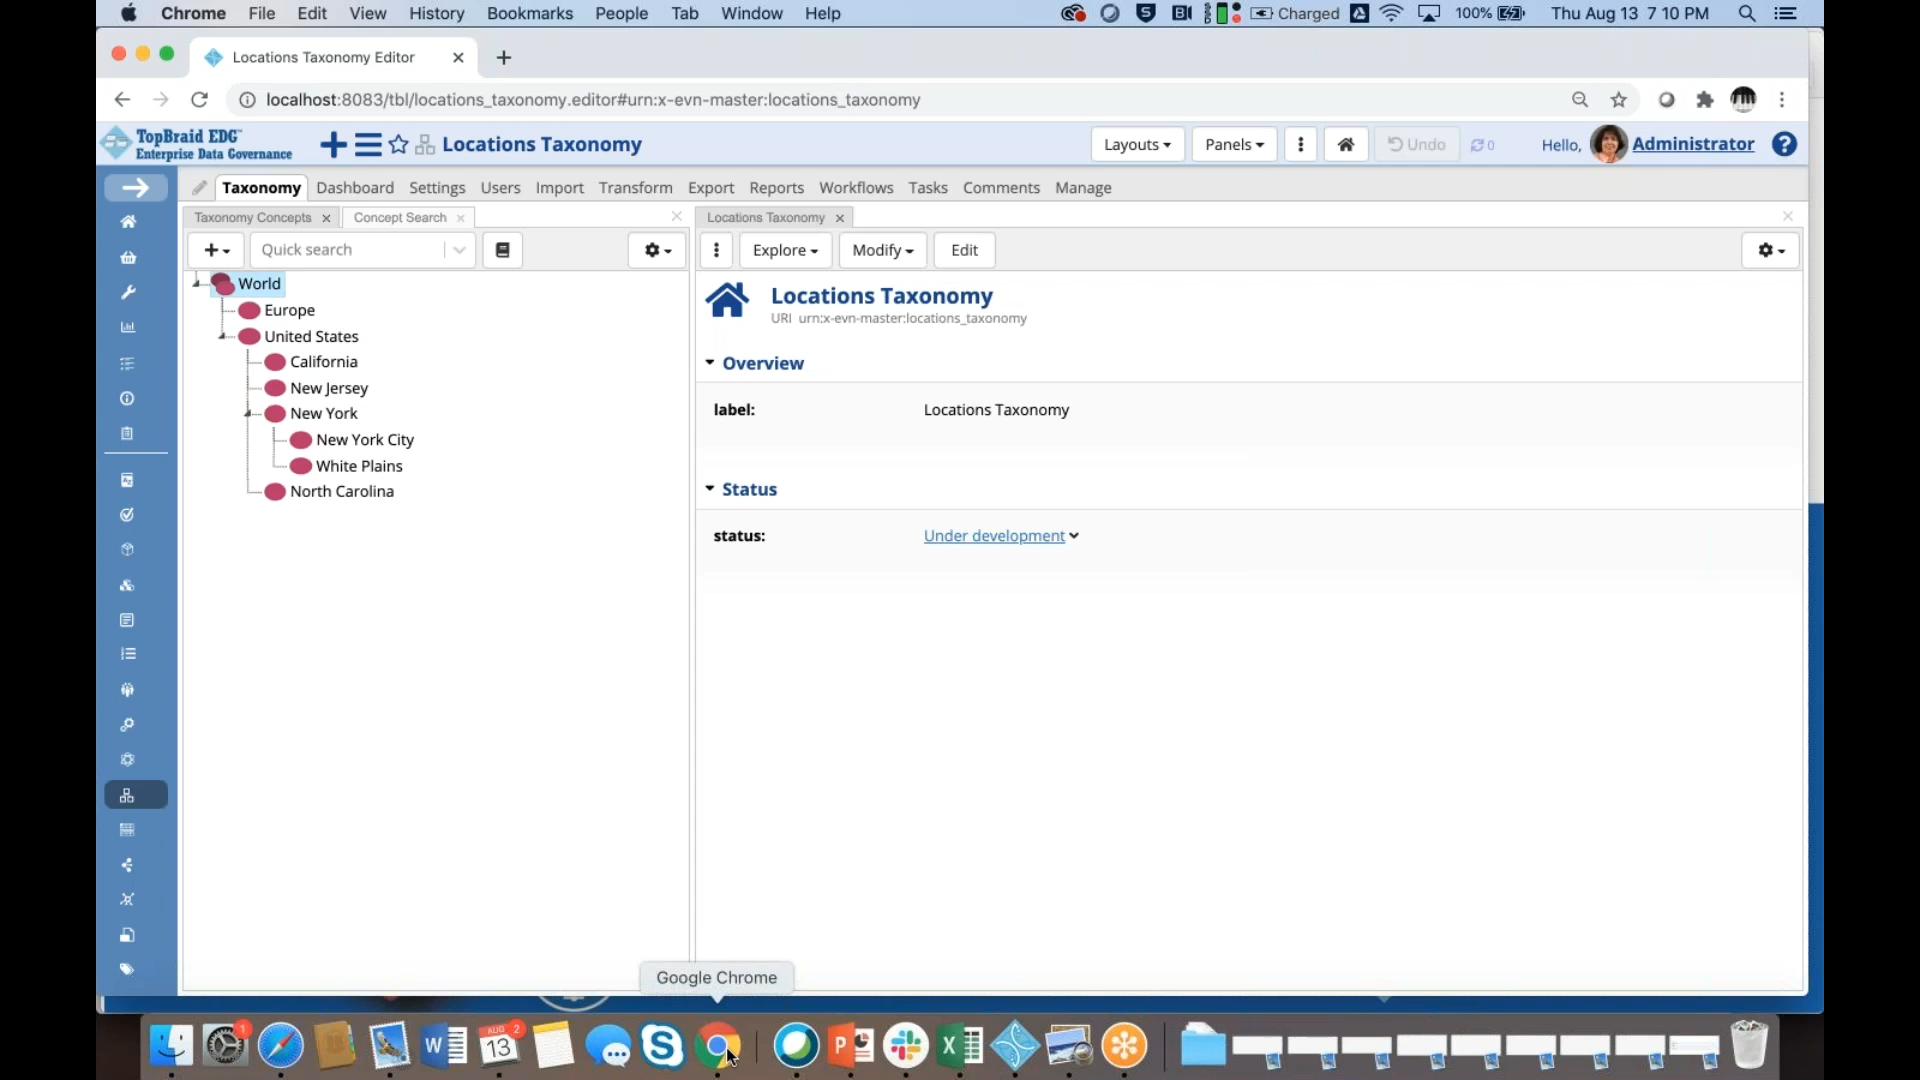 Chrome File Edit View History Bookmarks People Tab Window Help Charged 100% Thu Aug 13 7 10 PM
Locations Taxonomy Editor
localhost:8083/tbl/locations_taxonomy.editor#urn:x-evn-master:locations_taxonomy
TopBraid EDG™
Enterprise Data Governance
Locations Taxonomy Layouts Panels Undo 0 Hello, Administrator
Taxonomy Dashboard Settings Users Import Transform Export Reports Workflows Tasks Comments Manage
Taxonomy Concepts Concept Search Locations Taxonomy
Quick search Explore Modify Edit
World
Europe
United States
California
New Jersey
New York
New York City
White Plains
North Carolina
Locations Taxonomy
URI urn:x-evn-master:locations_taxonomy
Overview
label: Locations Taxonomy
Status
status: Under development
Google Chrome
AUG 2
13
1